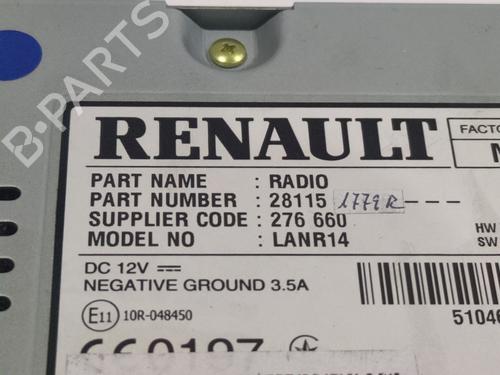 B-PARTS
RENAULT
FACTO
PART NAME : RADIO
PART NUMBER : 28115 1779R ---
SUPPLIER CODE : 276 660
MODEL NO : LANR14
HW
SW
DC 12V
NEGATIVE GROUND 3.5A
E11 10R-048450
5104